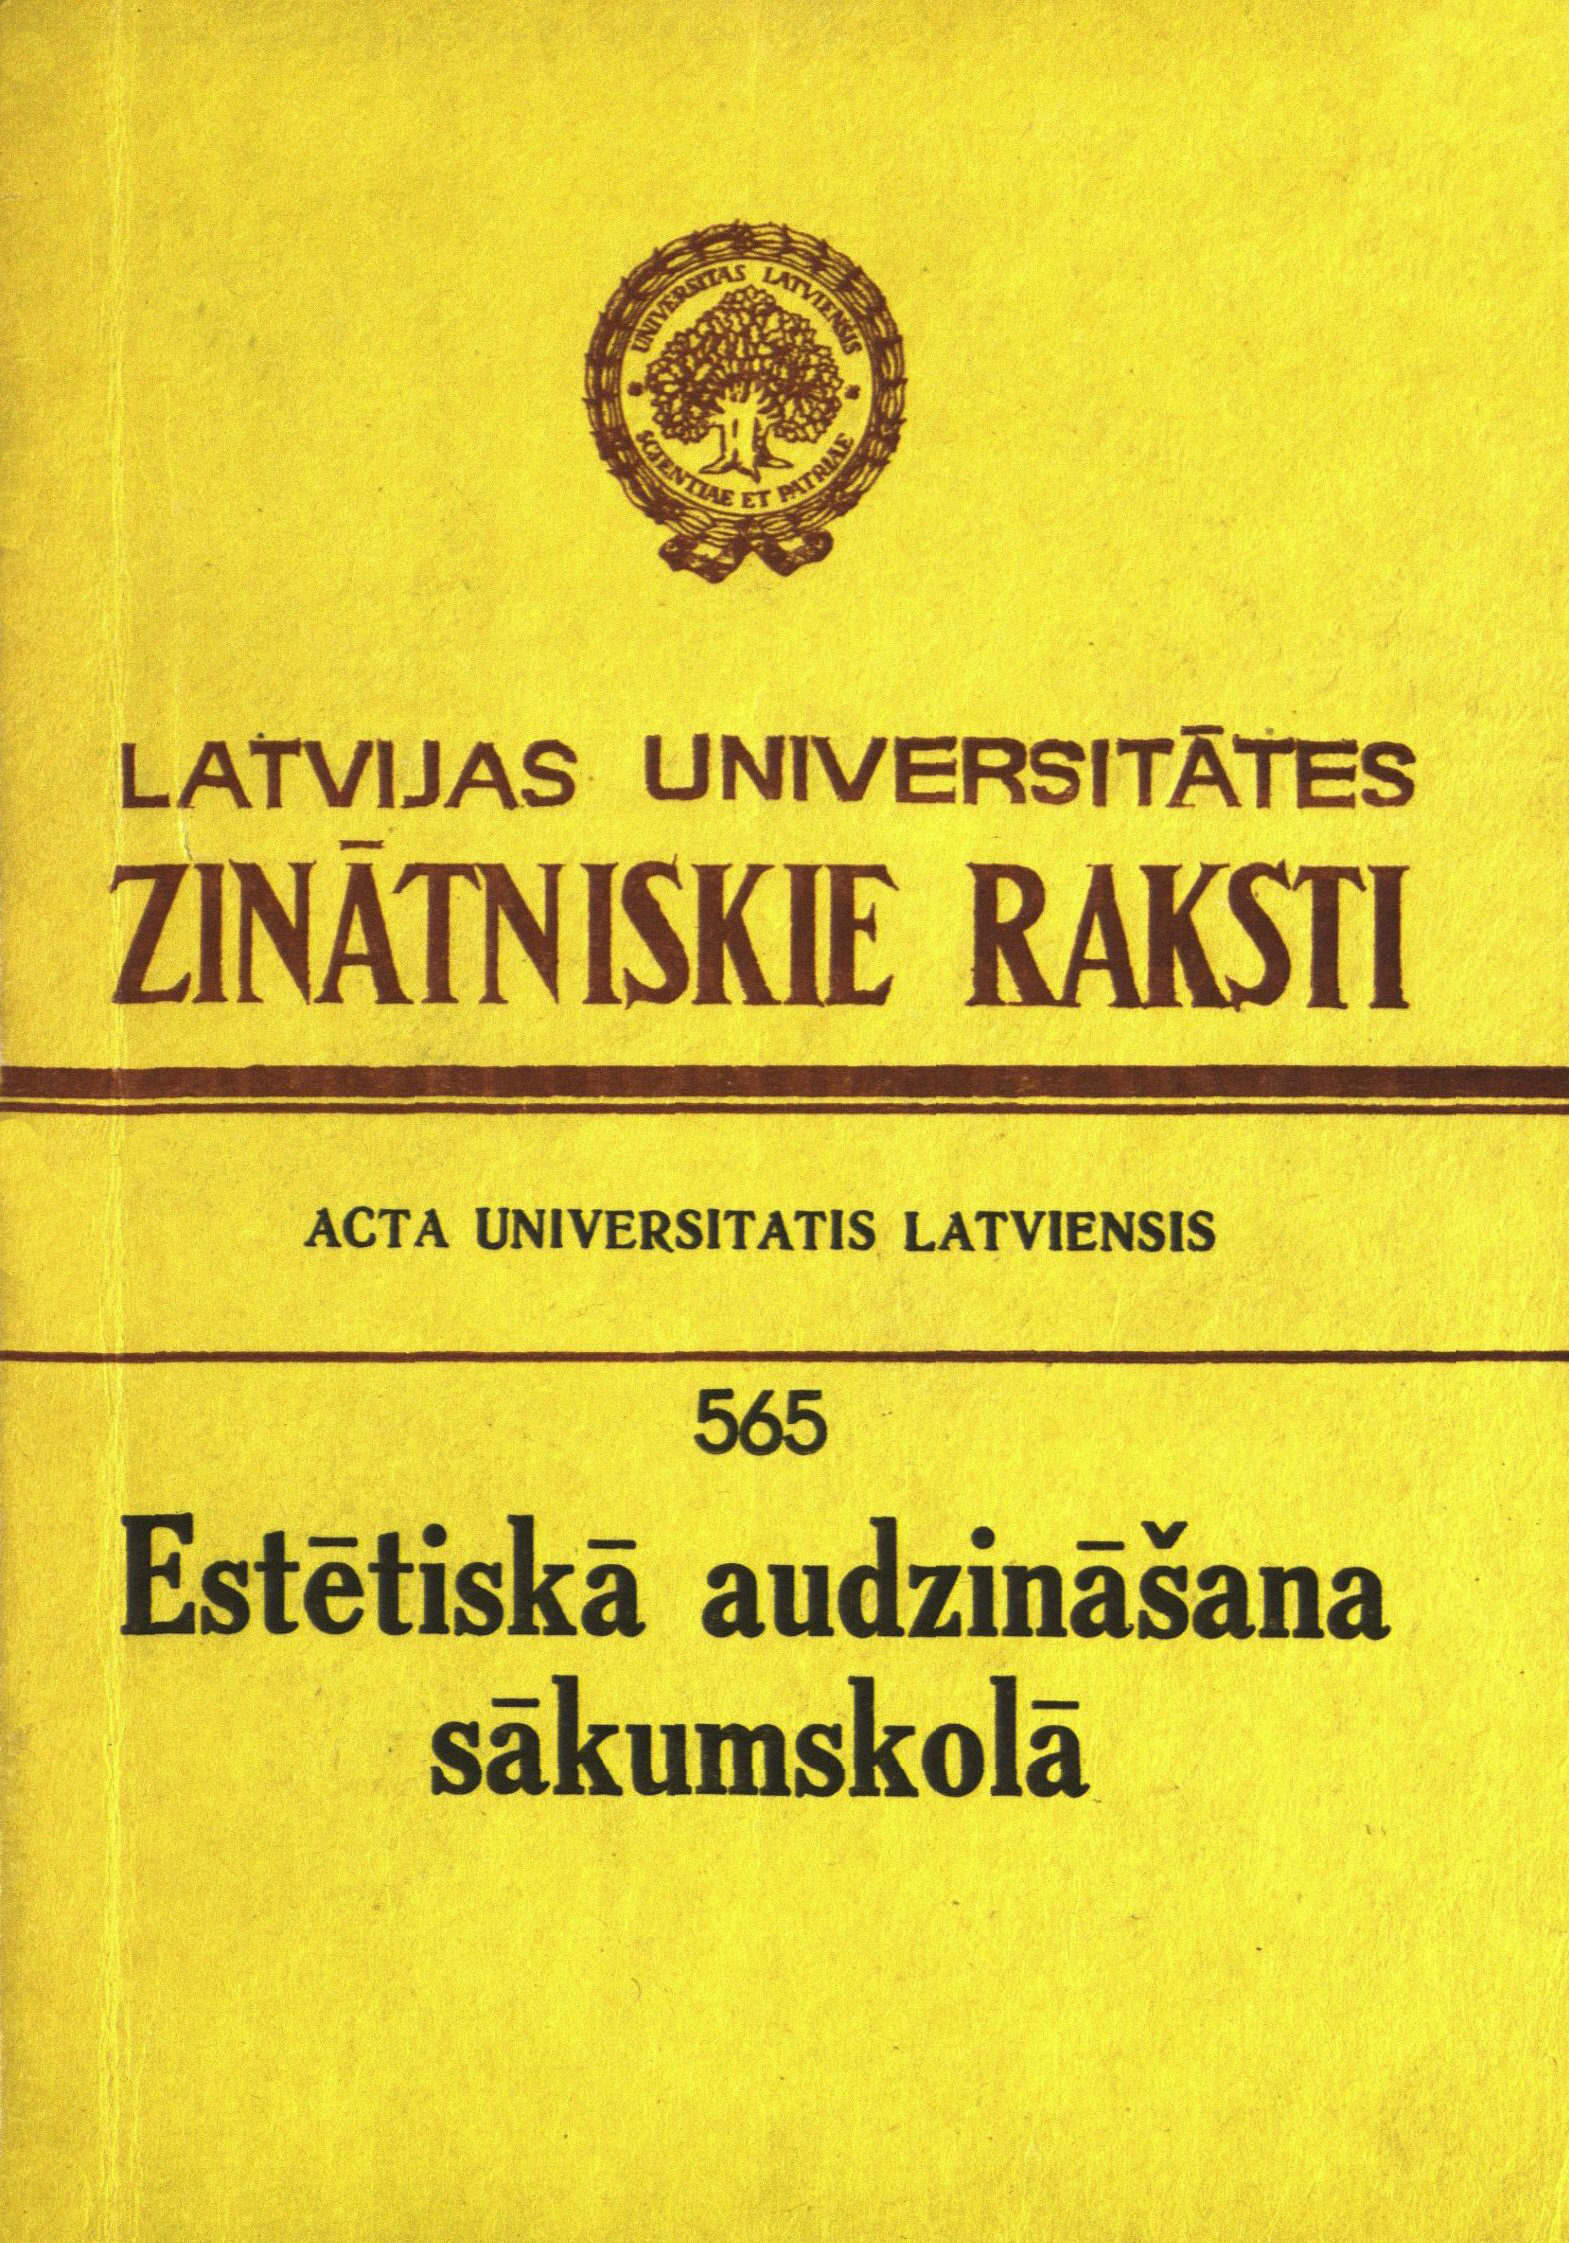 UNIVERSITAS LATVIENSIS
SCIENTIAE ET PATRIAE
LATVIJAS UNIVERSITĀTES
ZINĀTNISKIE RAKSTI
ACTA UNIVERSITATIS LATVIENSIS
565
Estētiskā audzināšana
sākumskolā